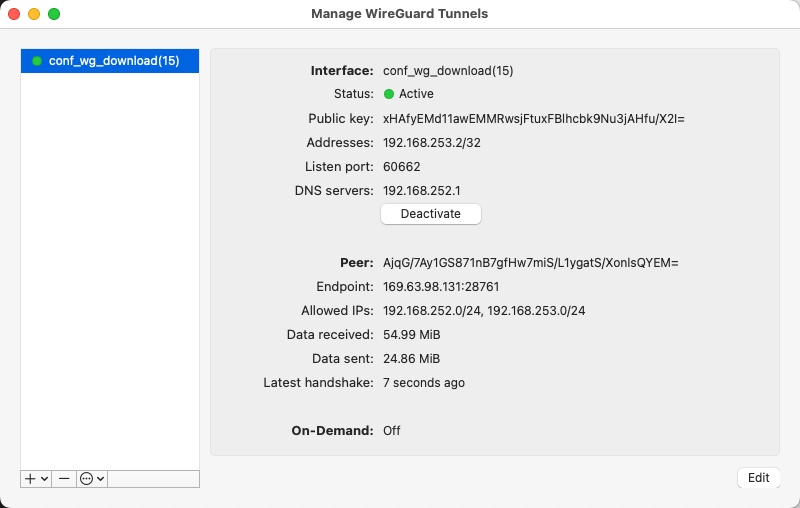 Manage WireGuard Tunnels
conf_wg_download(15)
Interface: conf_wg_download(15)
Status: Active
Public key: xHAfyEMd11awEMMRwsjFtuxFBlhcbk9Nu3jAHfu/X2I=
Addresses: 192.168.253.2/32
Listen port: 60662
DNS servers: 192.168.252.1
Deactivate
Peer: AjqG/7Ay1GS871nB7gfHw7miS/L1ygatS/XonlsQYEM=
Endpoint: 169.63.98.131:28761
Allowed IPs: 192.168.252.0/24, 192.168.253.0/24
Data received: 54.99 MiB
Data sent: 24.86 MiB
Latest handshake: 7 seconds ago
On-Demand: Off
Edit